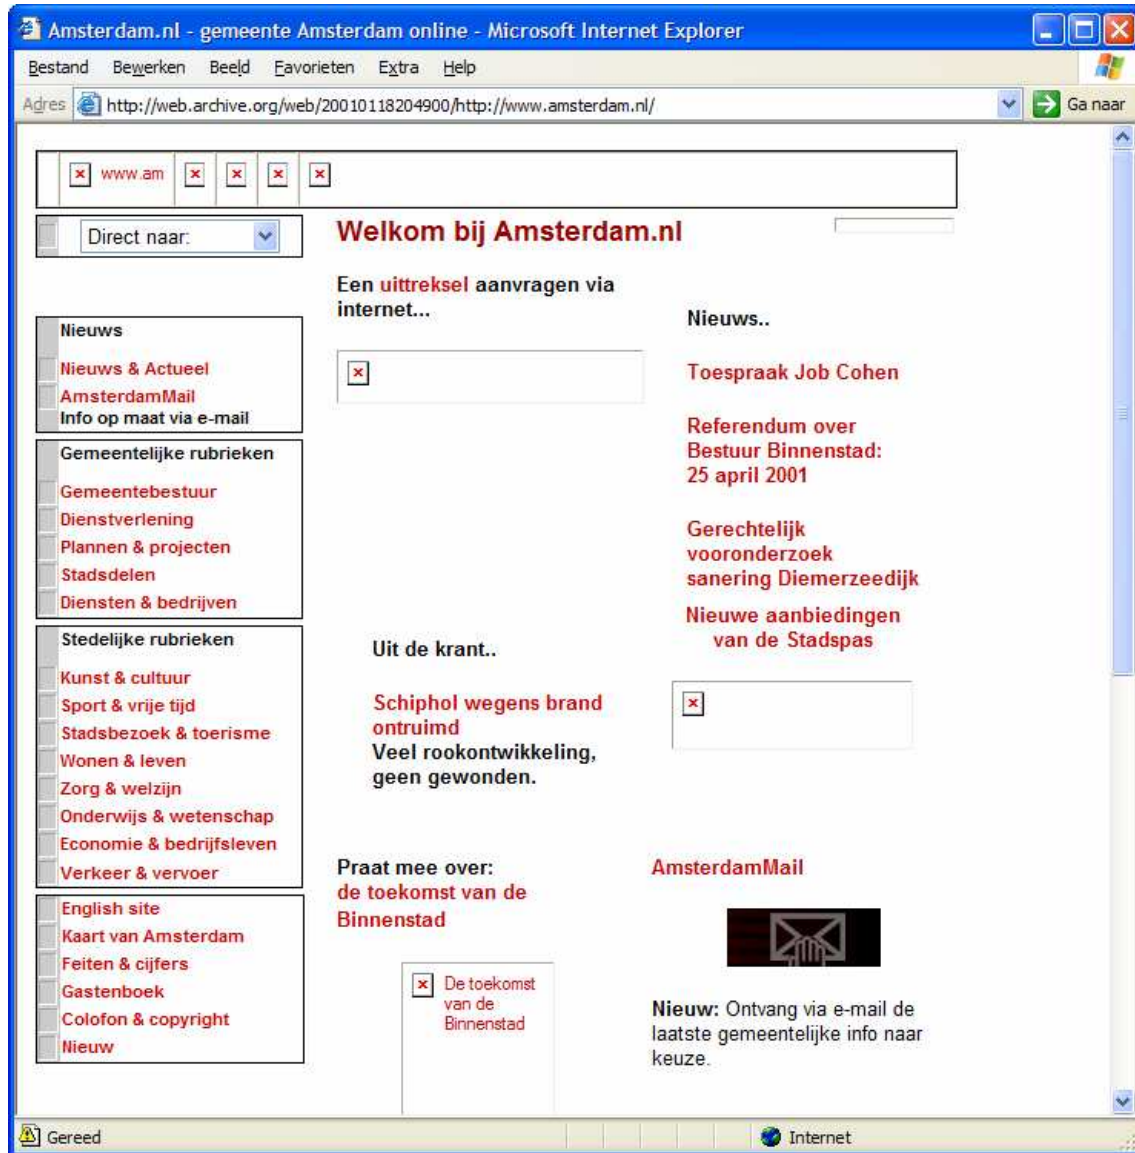 Amsterdam.nl - gemeente Amsterdam online - Microsoft Internet Explorer
Bestand Bewerken Beeld Favorieten Extra Help
Adres http://web.archive.org/web/20010118204900/http://www.amsterdam.nl/ Ga naar
www.am
Direct naar:
Nieuws
Nieuws & Actueel
AmsterdamMail
Info op maat via e-mail
Gemeentelijke rubrieken
Gemeentebestuur
Dienstverlening
Plannen & projecten
Stadsdelen
Diensten & bedrijven
Stedelijke rubrieken
Kunst & cultuur
Sport & vrije tijd
Stadsbezoek & toerisme
Wonen & leven
Zorg & welzijn
Onderwijs & wetenschap
Economie & bedrijfsleven
Verkeer & vervoer
English site
Kaart van Amsterdam
Feiten & cijfers
Gastenboek
Colofon & copyright
Nieuw
Welkom bij Amsterdam.nl
Een uittreksel aanvragen via
internet...
Uit de krant..
Schiphol wegens brand
ontruimd
Veel rookontwikkeling,
geen gewonden.
Praat mee over:
de toekomst van de
Binnenstad
De toekomst
van de
Binnenstad
Nieuws..
Toespraak Job Cohen
Referendum over
Bestuur Binnenstad:
25 april 2001
Gerechtelijk
vooronderzoek
sanering Diemerzeedijk
Nieuwe aanbiedingen
van de Stadspas
AmsterdamMail
Nieuw: Ontvang via e-mail de
laatste gemeentelijke info naar
keuze.
Gereed
Internet